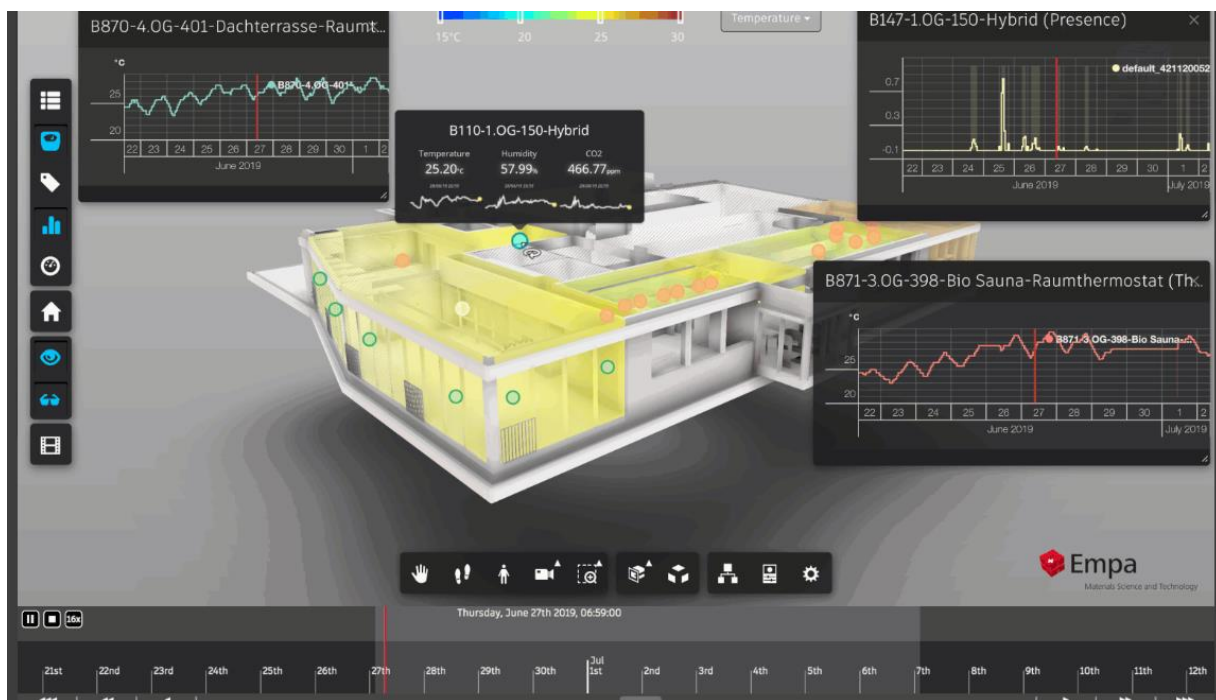 B870-4.OG-401-Dachterrasse-Raumt...
°C
25
20
B870-4.OG-401-
22 23 24 25 26 27 28 29 30 1 2
June 2019
15°C 20 25 30
Temperature
B147-1.OG-150-Hybrid (Presence)
default_421120052
0.7
0.3
-0.1
22 23 24 25 26 27 28 29 30 1 2
June 2019 July 2019
B110-1.OG-150-Hybrid
Temperature Humidity CO2
25.20°C 57.99% 466.77ppm
B871-3.OG-398-Bio Sauna-Raumthermostat (Th..
°C
25
20
B871-3.OG-398-Bio Sauna-...
22 23 24 25 26 27 28 29 30 1 2
June 2019 July 2019
Empa
Materials Science and Technology
16x
Thursday, June 27th 2019, 06:59:00
Jul
21st 22nd 23rd 24th 25th 26th 27th 28th 29th 30th 1st 2nd 3rd 4th 5th 6th 7th 8th 9th 10th 11th 12th